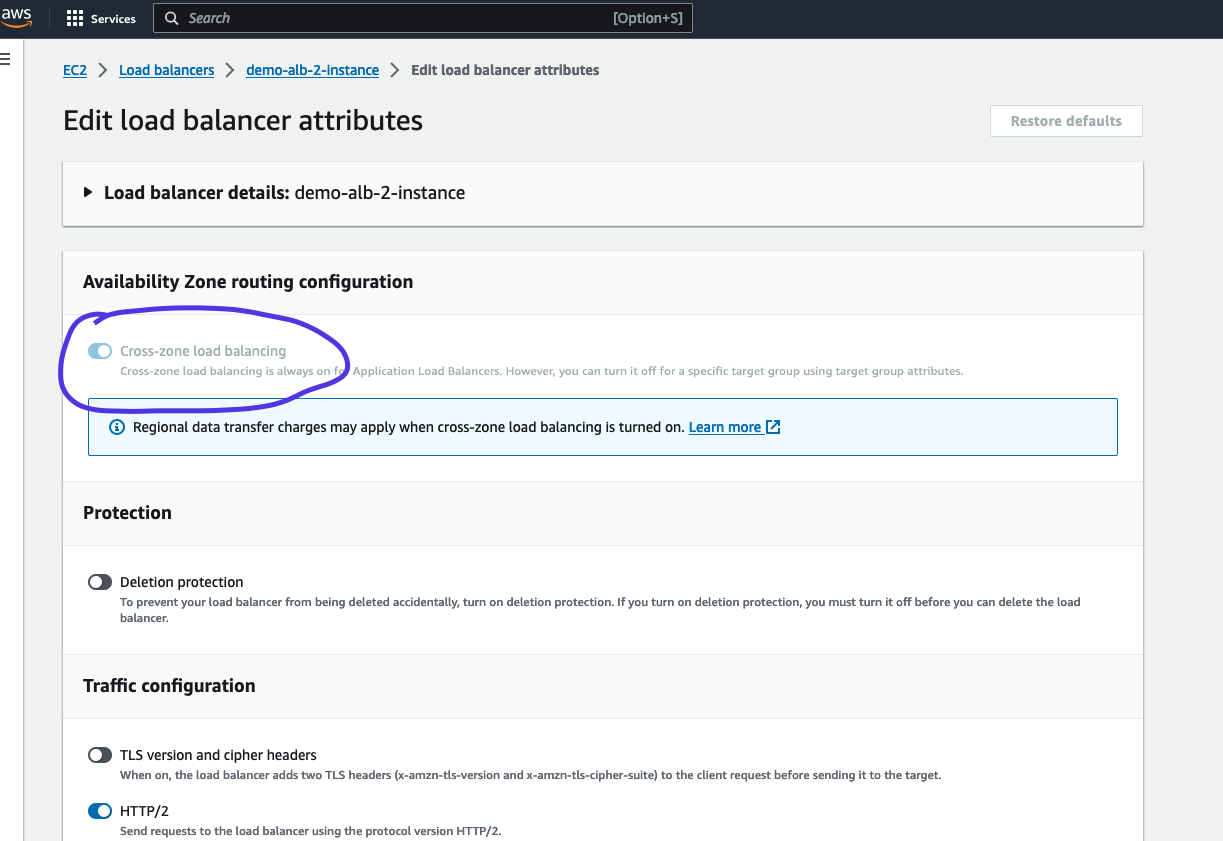 aws Services Search [Option+S]
EC2 > Load balancers > demo-alb-2-instance > Edit load balancer attributes
Edit load balancer attributes
Restore defaults
Load balancer details: demo-alb-2-instance
Availability Zone routing configuration
Cross-zone load balancing
Cross-zone load balancing is always on for Application Load Balancers. However, you can turn it off for a specific target group using target group attributes.
Regional data transfer charges may apply when cross-zone load balancing is turned on. Learn more
Protection
Deletion protection
To prevent your load balancer from being deleted accidentally, turn on deletion protection. If you turn on deletion protection, you must turn it off before you can delete the load
balancer.
Traffic configuration
TLS version and cipher headers
When on, the load balancer adds two TLS headers (x-amzn-tls-version and x-amzn-tls-cipher-suite) to the client request before sending it to the target.
HTTP/2
Send requests to the load balancer using the protocol version HTTP/2.